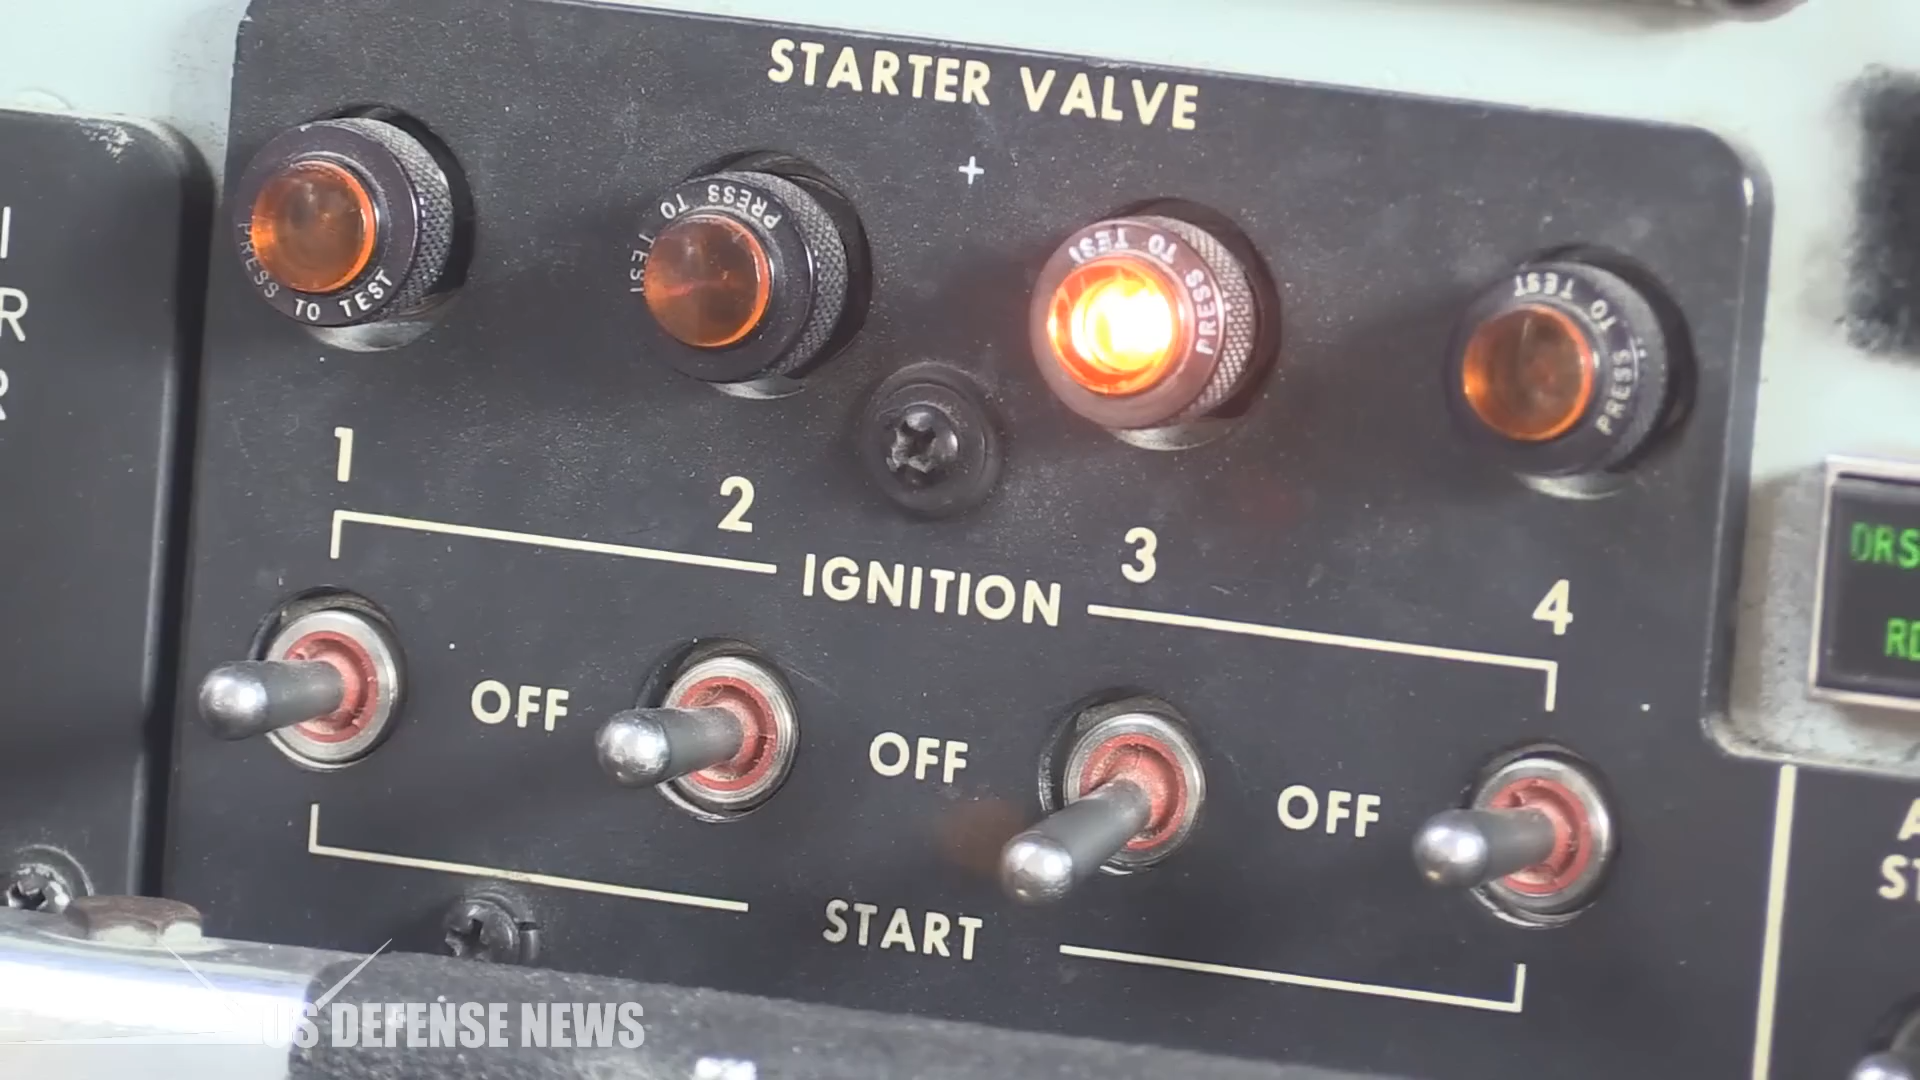 STARTER VALVE
PRESS TO TEST
PRESS TO TEST
PRESS TO TEST
PRESS TO TEST
1
2
3
4
IGNITION
OFF
OFF
OFF
START
DRS
US DEFENSE NEWS